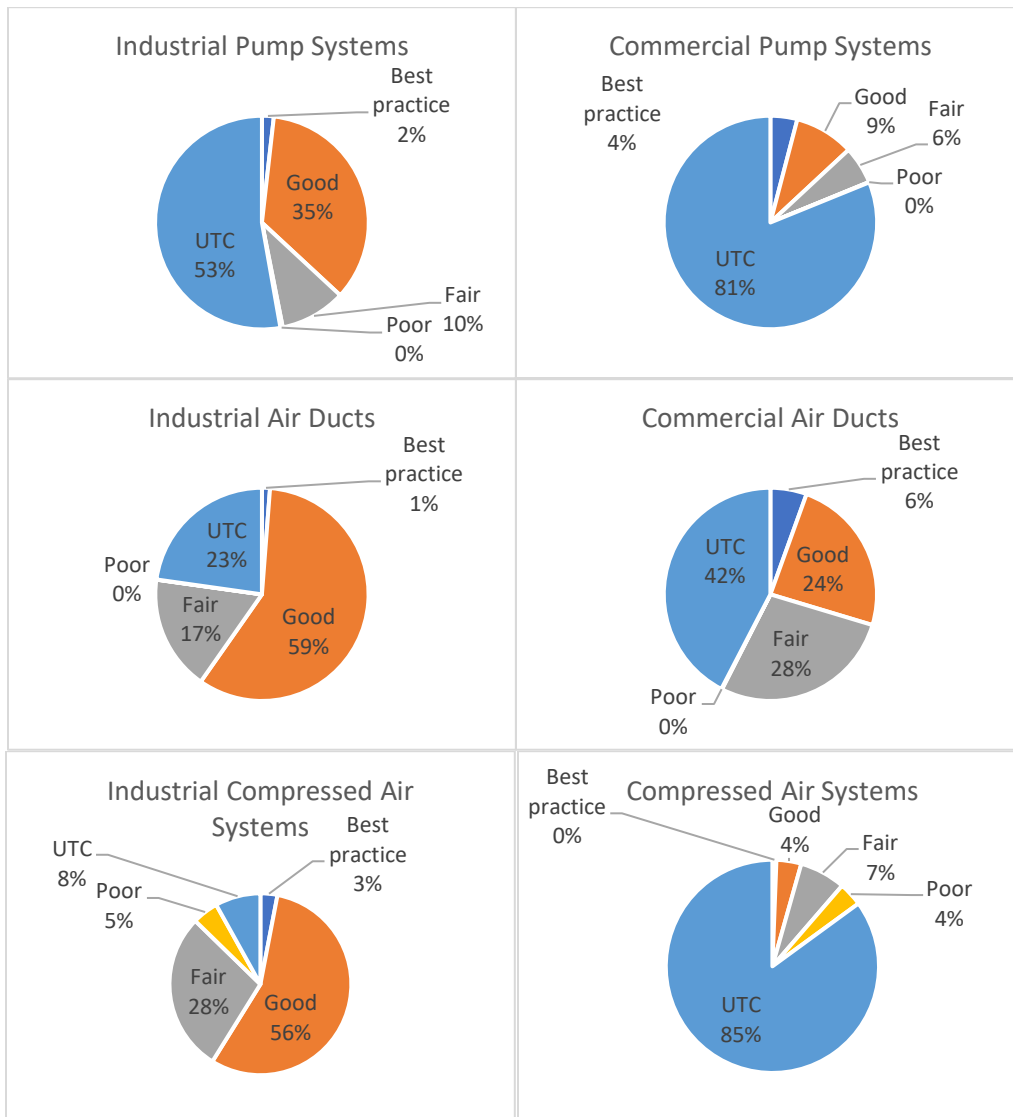 Industrial Pump Systems
Best
practice
2%
Good
35%
UTC
53%
Fair
10%
Poor
0%
Commercial Pump Systems
Best
practice
4%
Good
9%
Fair
6%
Poor
0%
UTC
81%
Industrial Air Ducts
Best
practice
1%
UTC
23%
Poor
0%
Fair
17%
Good
59%
Commercial Air Ducts
Best
practice
6%
UTC
42%
Good
24%
Fair
28%
Poor
0%
Industrial Compressed Air
Systems
Best
practice
3%
UTC
8%
Poor
5%
Fair
28%
Good
56%
Compressed Air Systems
Best
practice
0%
Good
4%
Fair
7%
Poor
4%
UTC
85%